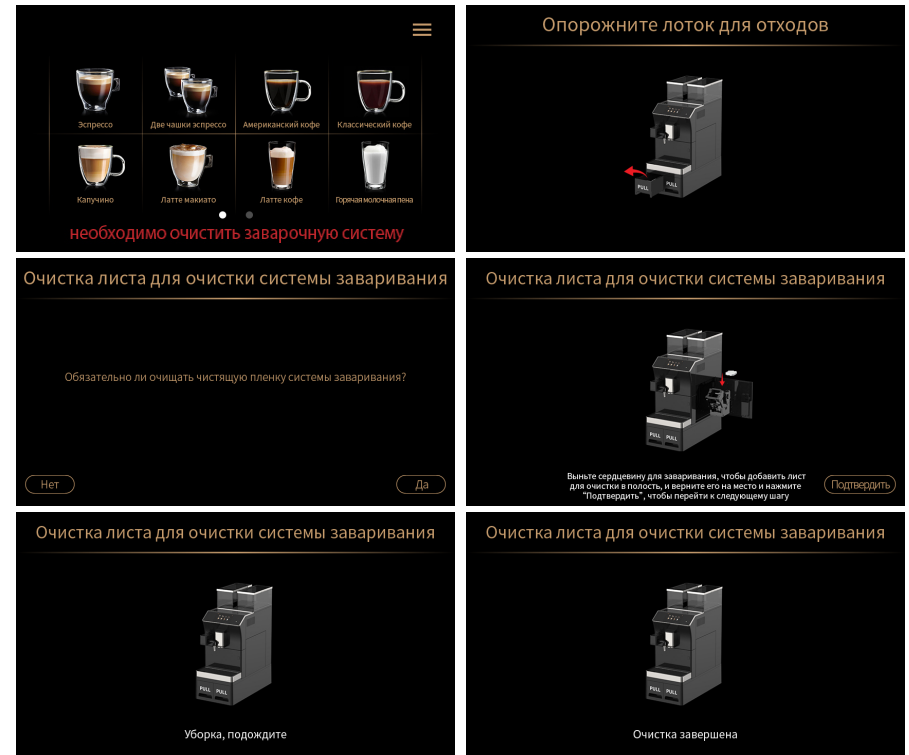 Эспрессо
Две чашки эспрессо
Американский кофе
Классический кофе
Капучино
Латте макиато
Латте кофе
Горячая молочная пена
необходимо очистить заварочную систему
Опорожните лоток для отходов
PULL
PULL
Очистка листа для очистки системы заваривания
Обязательно ли очищать чистящую пленку системы заваривания?
Нет
Да
Очистка листа для очистки системы заваривания
PULL PULL
Выньте сердцевину для заваривания, чтобы добавить лист
для очистки в полость, и верните его на место и нажмите
“Подтвердить”, чтобы перейти к следующему шагу
Подтвердить
Очистка листа для очистки системы заваривания
PULL PULL
Уборка, подождите
Очистка листа для очистки системы заваривания
PULL PULL
Очистка завершена